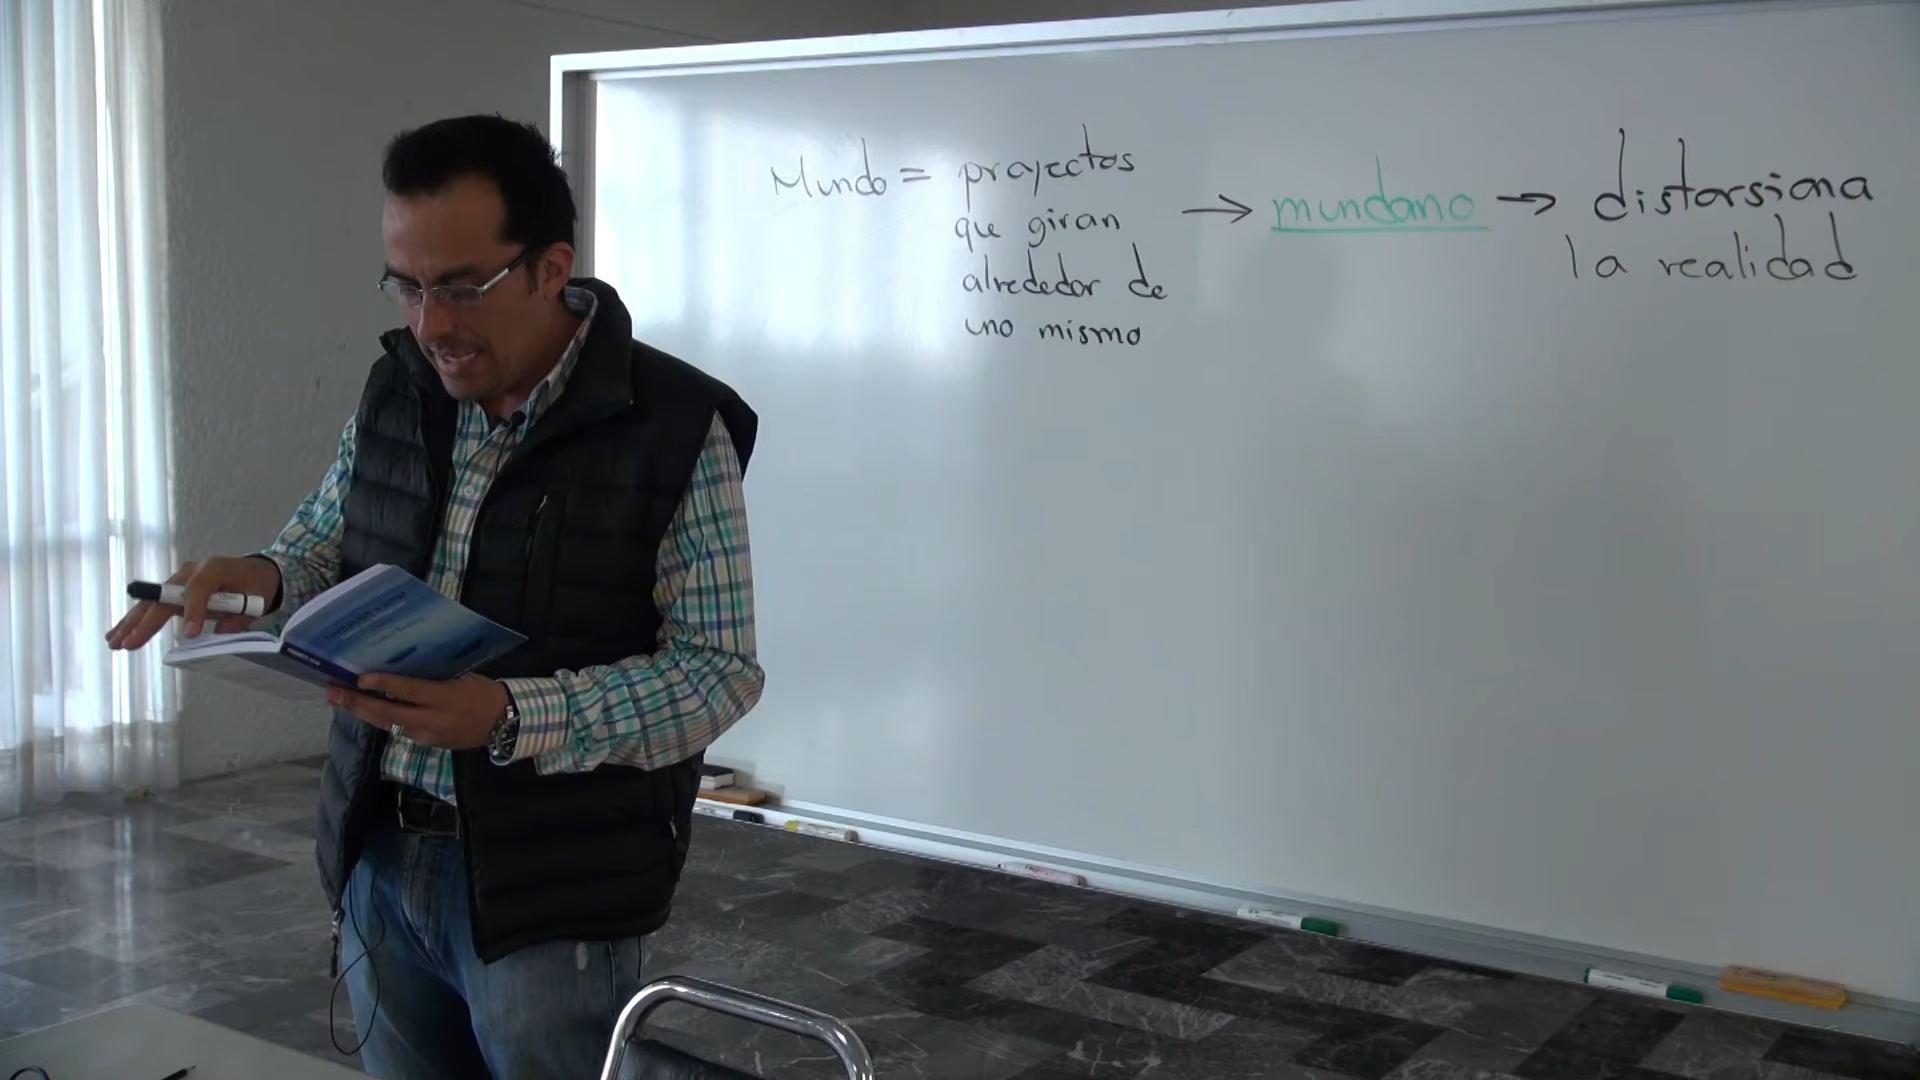 Mundo = proyectos
que giran
alrededor de
uno mismo
→ mundano → distorsiona
la realidad